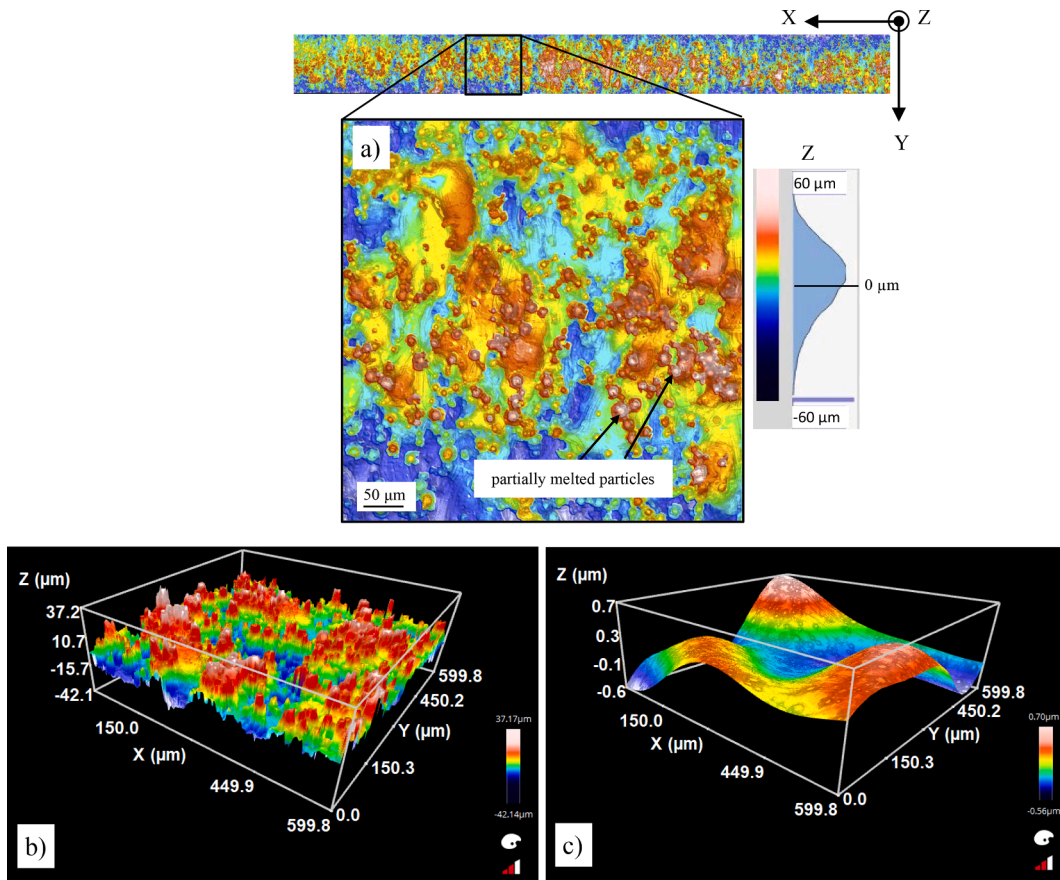 X
Z
Y
a)
Z
60 µm
0 µm
-60 µm
partially melted particles
50 µm
Z (µm)
37.2
10.7
-15.7
-42.1
150.0
X (µm)
449.9
599.8
0.0
150.3
Y (µm)
450.2
599.8
37.17µm
-42.14µm
b)
Z (µm)
0.7
0.3
-0.1
-0.6
150.0
X (µm)
449.9
599.8
0.0
150.3
Y (µm)
450.2
599.8
0.70µm
-0.56µm
c)